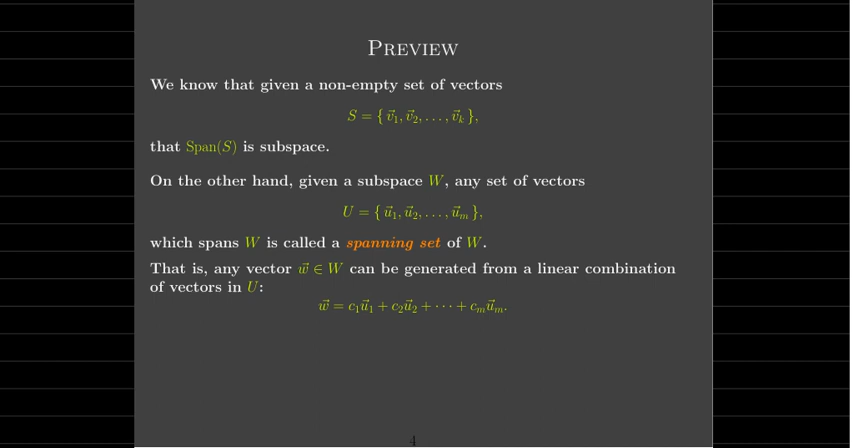 PREVIEW
We know that given a non-empty set of vectors
S = { v⃗₁, v⃗₂, . . . , v⃗ₖ },
that Span(S) is subspace.
On the other hand, given a subspace W, any set of vectors
U = { u⃗₁, u⃗₂, . . . , u⃗ₘ },
which spans W is called a spanning set of W.
That is, any vector w⃗ ∈ W can be generated from a linear combination
of vectors in U:
w⃗ = c₁u⃗₁ + c₂u⃗₂ + · · · + cₘu⃗ₘ.
4